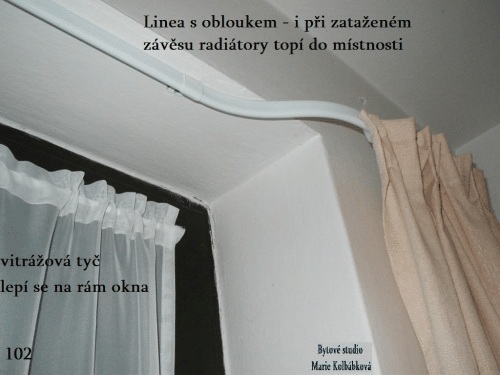 Linea s obloukem - i při zataženém
závěsu radiátory topí do místnosti
vitrážová tyč
lepí se na rám okna
102
Bytové studio
Marie Kolbábková